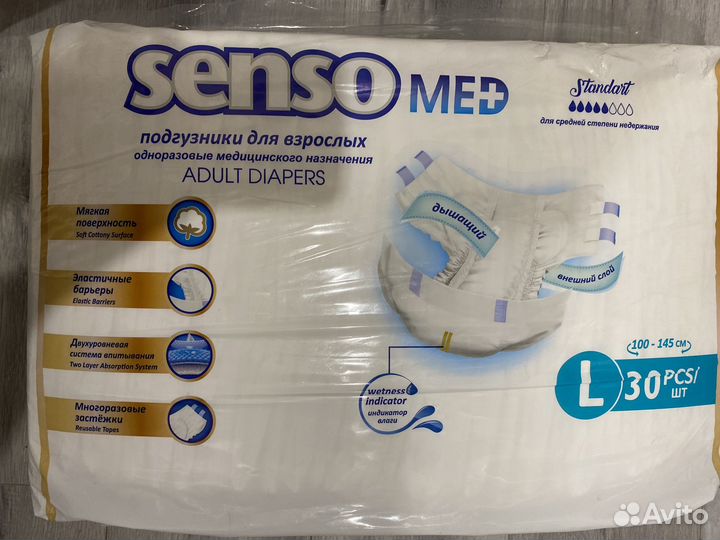 senso MED
Standart
для средней степени недержания
подгузники для взрослых
одноразовые медицинского назначения
ADULT DIAPERS
Мягкая
поверхность
Soft Cottony Surface
Эластичные
барьеры
Elastic Barriers
Двухуровневая
система впитывания
Two Layer Absorption System
Многоразовые
застёжки
Reusable Tapes
дышащий
внешний слой
wetness
indicator
индикатор
влаги
100 - 145 см
L 30 PCS/
шт
Avito